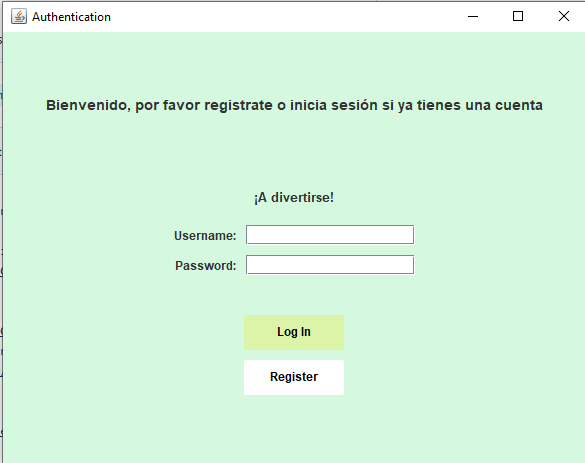 Authentication
Bienvenido, por favor registrate o inicia sesión si ya tienes una cuenta
¡A divertirse!
Username:
Password:
Log In
Register